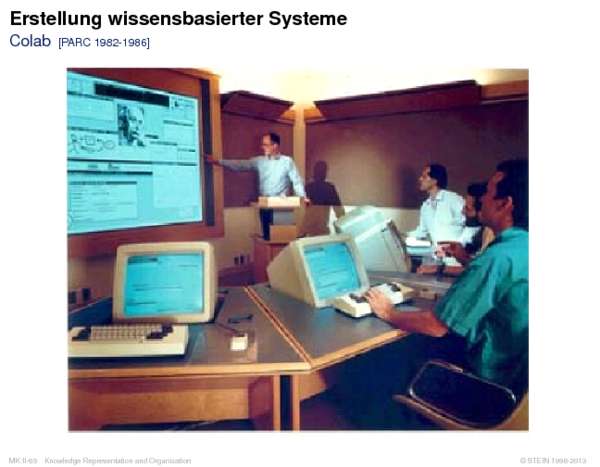 Erstellung wissensbasierter Systeme
Colab [PARC 1982-1986]
MK:II-69 Knowledge Representation and Organization
© STEIN 1998-2013